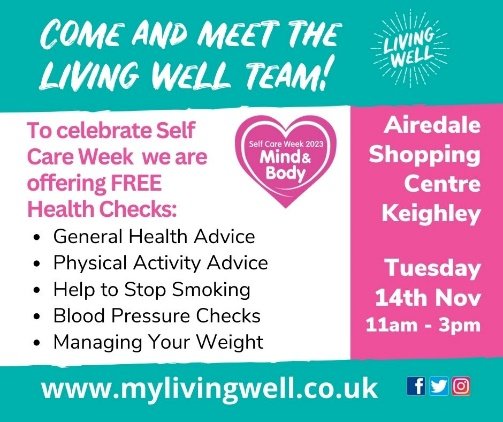 COME AND MEET THE
LIVING WELL TEAM!
LIVING
WELL
To celebrate Self
Care Week we are
offering FREE
Health Checks:
• General Health Advice
• Physical Activity Advice
• Help to Stop Smoking
• Blood Pressure Checks
• Managing Your Weight
Self Care Week 2023
Mind&
Body
Airedale
Shopping
Centre
Keighley
Tuesday
14th Nov
11am - 3pm
www.mylivingwell.co.uk